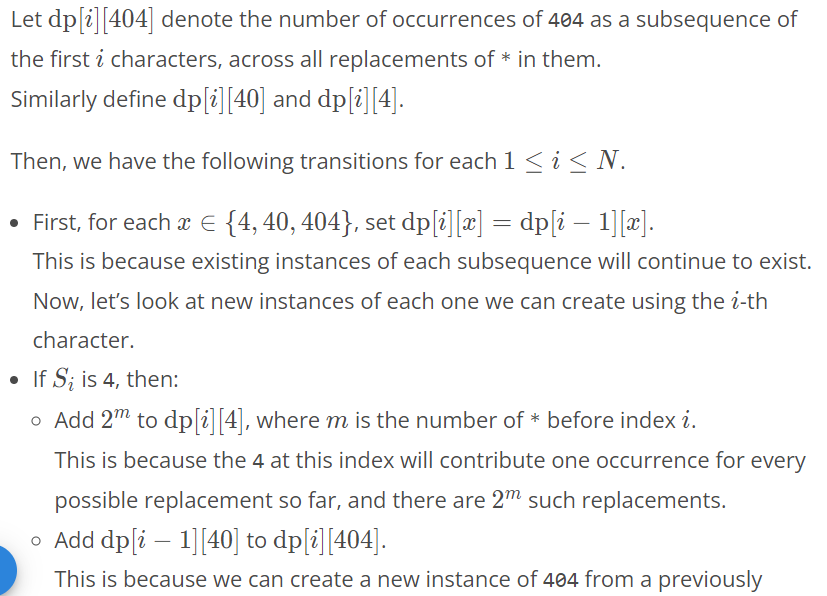 Let dp[i][404] denote the number of occurrences of 404 as a subsequence of
the first i characters, across all replacements of * in them.
Similarly define dp[i][40] and dp[i][4].
Then, we have the following transitions for each 1 ≤ i ≤ N.
• First, for each x ∈ {4, 40, 404}, set dp[i][x] = dp[i − 1][x].
This is because existing instances of each subsequence will continue to exist.
Now, let's look at new instances of each one we can create using the i-th
character.
• If Sᵢ is 4, then:
◦ Add 2ᵐ to dp[i][4], where m is the number of * before index i.
This is because the 4 at this index will contribute one occurrence for every
possible replacement so far, and there are 2ᵐ such replacements.
◦ Add dp[i − 1][40] to dp[i][404].
This is because we can create a new instance of 404 from a previously